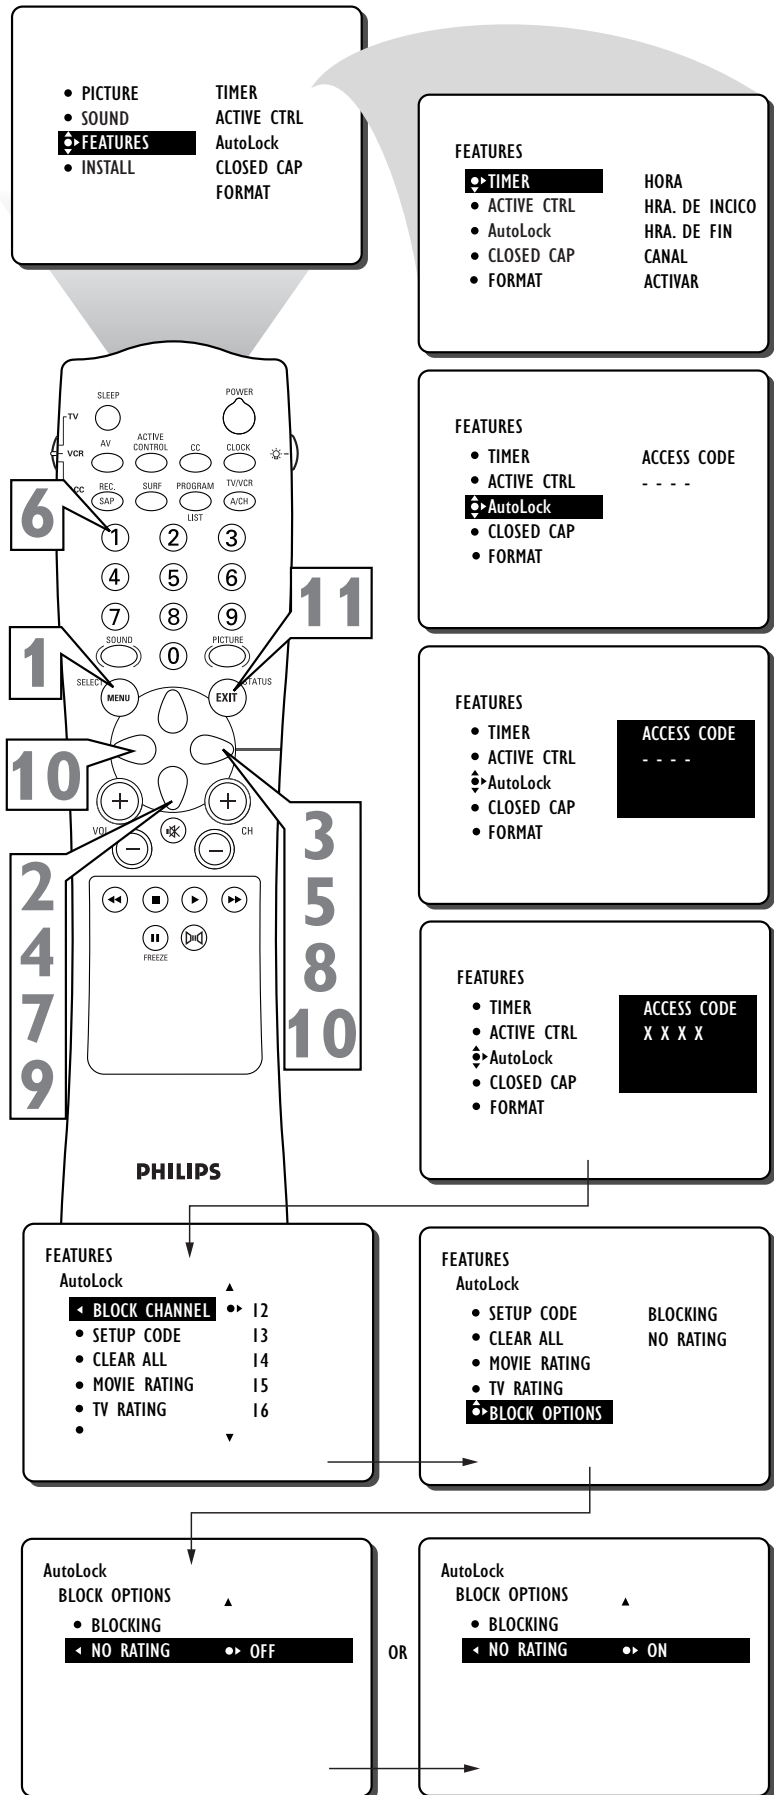 PICTURE TIMER
SOUND ACTIVE CTRL
FEATURES AutoLock
INSTALL CLOSED CAP
FORMAT
FEATURES
TIMER HORA
ACTIVE CTRL HRA. DE INCICO
AutoLock HRA. DE FIN
CLOSED CAP CANAL
FORMAT ACTIVAR
FEATURES
TIMER ACCESS CODE
ACTIVE CTRL - - - -
AutoLock
CLOSED CAP
FORMAT
FEATURES
TIMER ACCESS CODE
ACTIVE CTRL - - - -
AutoLock
CLOSED CAP
FORMAT
FEATURES
TIMER ACCESS CODE
ACTIVE CTRL X X X X
AutoLock
CLOSED CAP
FORMAT
SLEEP POWER
TV
VCR
AV ACTIVE CONTROL CC CLOCK
REC. SURF PROGRAM TV/VCR
SAP LIST A/CH
1 2 3
4 5 6
7 8 9
SOUND 0 PICTURE
SELECT STATUS
MENU EXIT
VOL CH
FREEZE
6
11
1
10
2
4
7
9
3
5
8
10
PHILIPS
FEATURES
AutoLock
BLOCK CHANNEL 12
SETUP CODE 13
CLEAR ALL 14
MOVIE RATING 15
TV RATING 16
FEATURES
AutoLock
SETUP CODE BLOCKING
CLEAR ALL NO RATING
MOVIE RATING
TV RATING
BLOCK OPTIONS
AutoLock
BLOCK OPTIONS
BLOCKING
NO RATING OFF
OR
AutoLock
BLOCK OPTIONS
BLOCKING
NO RATING ON